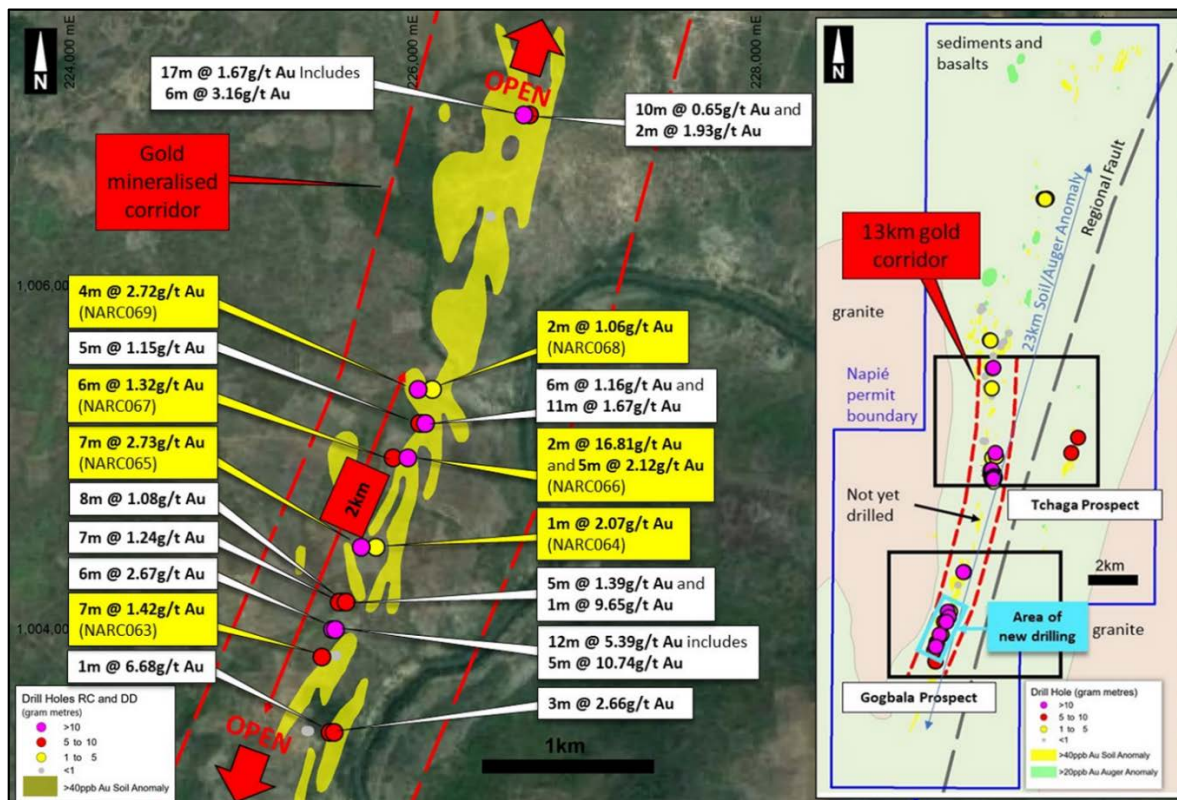 224,000 mE
226,000 mE
228,000 mE
N
17m @ 1.67g/t Au Includes
6m @ 3.16g/t Au
OPEN
10m @ 0.65g/t Au and
2m @ 1.93g/t Au
Gold
mineralised
corridor
1,006,000
4m @ 2.72g/t Au
(NARC069)
2m @ 1.06g/t Au
(NARC068)
5m @ 1.15g/t Au
6m @ 1.16g/t Au and
11m @ 1.67g/t Au
6m @ 1.32g/t Au
(NARC067)
2m @ 16.81g/t Au
and 5m @ 2.12g/t Au
(NARC066)
7m @ 2.73g/t Au
(NARC065)
2km
1m @ 2.07g/t Au
(NARC064)
8m @ 1.08g/t Au
7m @ 1.24g/t Au
5m @ 1.39g/t Au and
1m @ 9.65g/t Au
6m @ 2.67g/t Au
1,004,000
12m @ 5.39g/t Au includes
5m @ 10.74g/t Au
7m @ 1.42g/t Au
(NARC063)
1m @ 6.68g/t Au
3m @ 2.66g/t Au
OPEN
1km
Drill Holes RC and DD
(gram metres)
>10
5 to 10
1 to 5
<1
>40ppb Au Soil Anomaly
N
sediments and
basalts
Regional Fault
23km Soil/Auger Anomaly
13km gold
corridor
granite
Napié
permit
boundary
Not yet
drilled
Tchaga Prospect
2km
Area of
new drilling
granite
Gogbala Prospect
Drill Hole (gram metres)
>10
5 to 10
1 to 5
<1
>40ppb Au Soil Anomaly
>20ppb Au Auger Anomaly